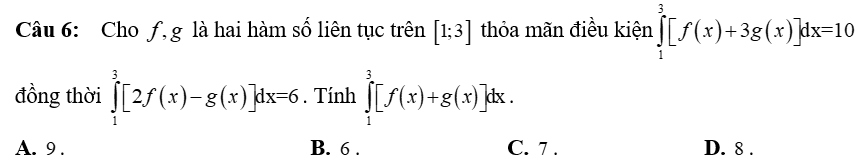 Câu 6: Cho f,g là hai hàm số liên tục trên [1;3] thỏa mãn điều kiện ∫₁³[f(x)+3g(x)]dx=10
đồng thời ∫₁³[2f(x)−g(x)]dx=6. Tính ∫₁³[f(x)+g(x)]dx.
A. 9. B. 6. C. 7. D. 8.